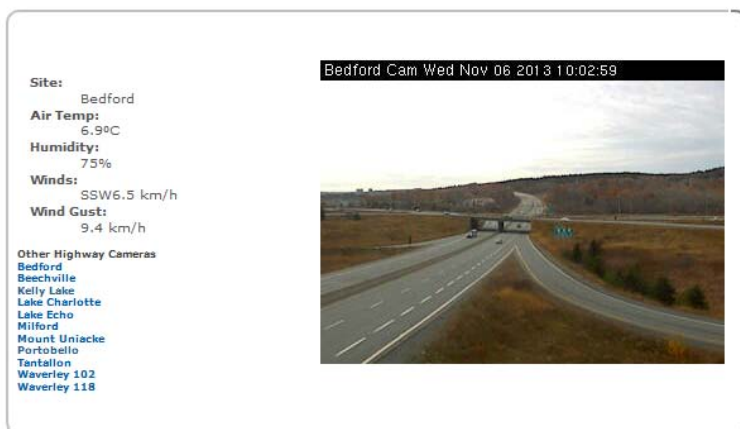 Site:
Bedford
Air Temp:
6.9ºC
Humidity:
75%
Winds:
SSW6.5 km/h
Wind Gust:
9.4 km/h
Other Highway Cameras
Bedford
Beechville
Kelly Lake
Lake Charlotte
Lake Echo
Milford
Mount Uniacke
Portobello
Tantallon
Waverley 102
Waverley 118
Bedford Cam Wed Nov 06 2013 10:02:59